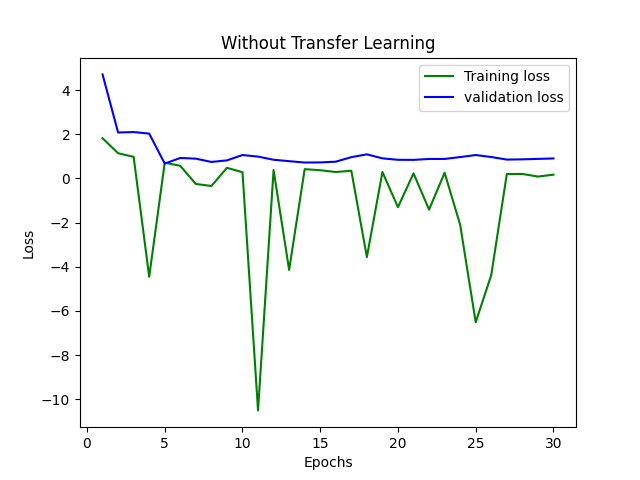 Without Transfer Learning
Training loss
validation loss
4
2
0
−2
−4
−6
−8
−10
Loss
0 5 10 15 20 25 30
Epochs